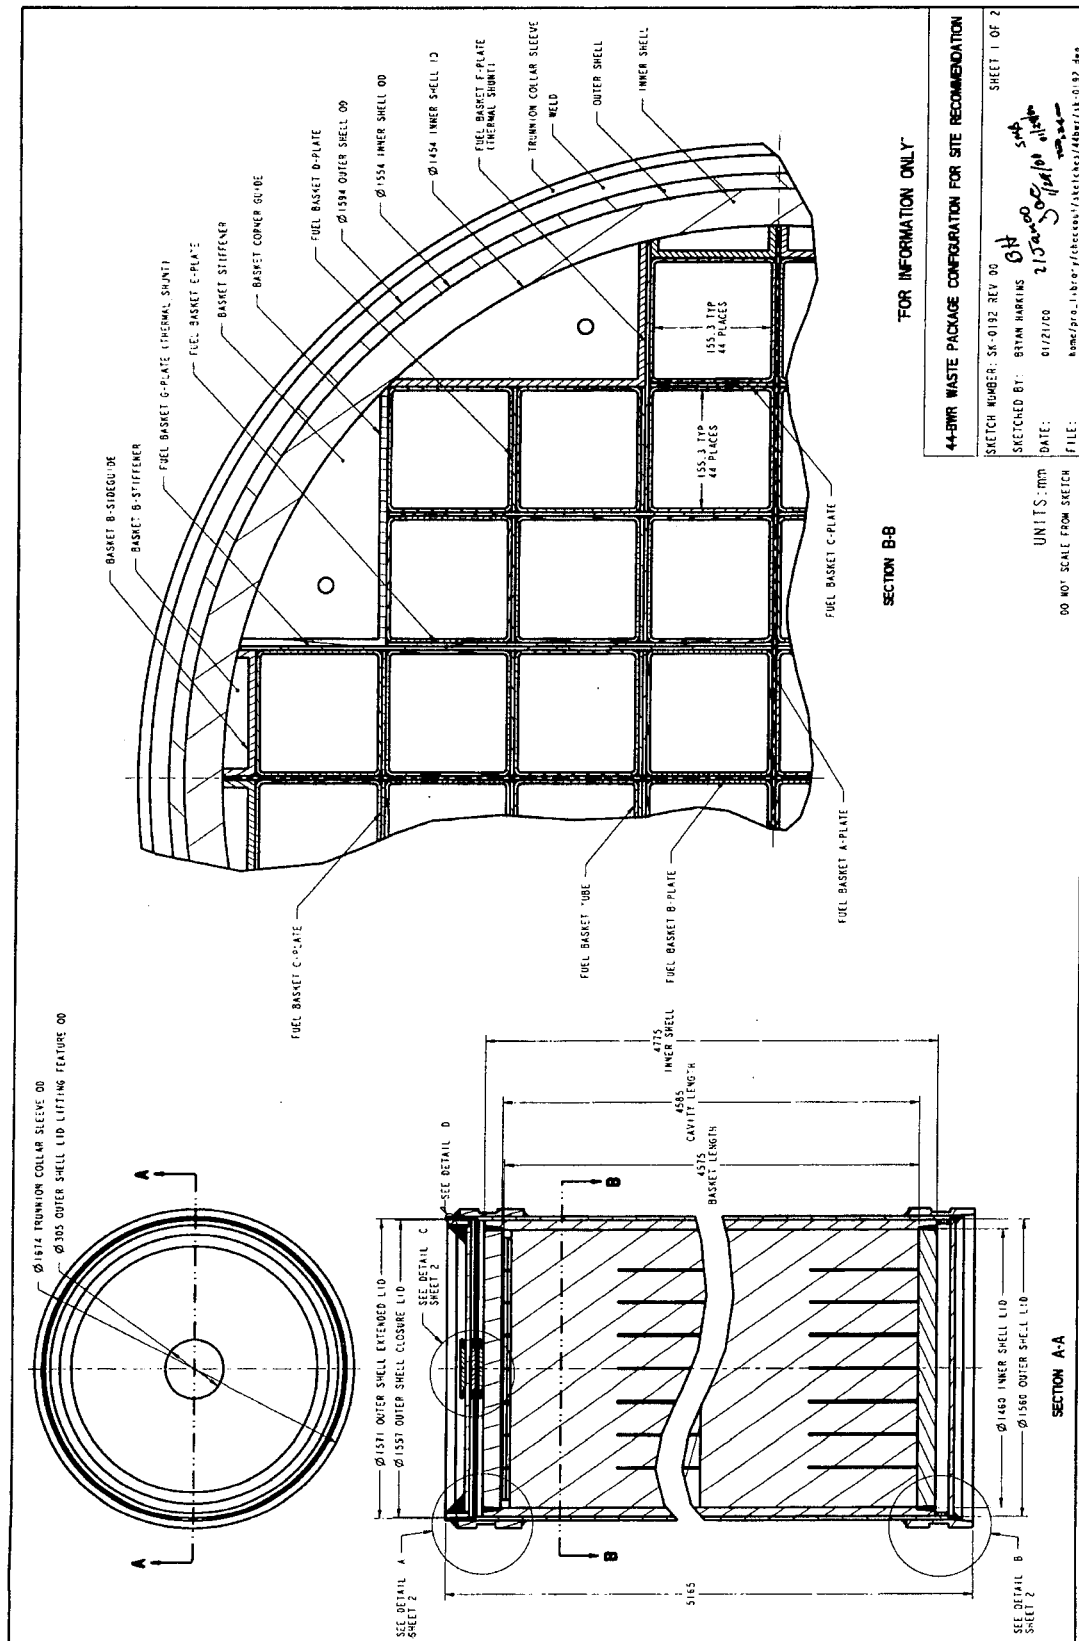 Ø1674 TRUNNION COLLAR SLEEVE OD
Ø305 OUTER SHELL LID LIFTING FEATURE OD
A
A
SEE DETAIL A
SHEET 2
Ø1571 OUTER SHELL EXTENDED LID
Ø1557 OUTER SHELL CLOSURE LID
SEE DETAIL C
SHEET 2
SEE DETAIL D
B
B
4775
INNER SHELL
4585
CAVITY LENGTH
4575
BASKET LENGTH
5165
Ø1460 INNER SHELL LID
Ø1560 OUTER SHELL LID
SEE DETAIL B
SHEET 2
SECTION A-A
BASKET B-SIDEGUIDE
BASKET B-STIFFENER
FUEL BASKET G-PLATE (THERMAL SHUNT)
FUEL BASKET E-PLATE
BASKET STIFFENER
BASKET CORNER GUIDE
FUEL BASKET D-PLATE
Ø1594 OUTER SHELL OD
Ø1554 INNER SHELL OD
Ø1454 INNER SHELL ID
FUEL BASKET F-PLATE
(THERMAL SHUNT)
TRUNNION COLLAR SLEEVE
WELD
OUTER SHELL
INNER SHELL
155.3 TYP
44 PLACES
155.3 TYP
44 PLACES
FUEL BASKET C-PLATE
FUEL BASKET TUBE
FUEL BASKET B-PLATE
FUEL BASKET A-PLATE
FUEL BASKET C-PLATE
SECTION B-B
"FOR INFORMATION ONLY"
UNITS:mm
DO NOT SCALE FROM SKETCH
44-BWR WASTE PACKAGE CONFIGURATION FOR SITE RECOMMENDATION
SKETCH NUMBER: SK-0192 REV 00
SHEET 1 OF 2
SKETCHED BY: BRYAN HARKINS BH
21Jan00
DATE: 01/21/00
FILE: